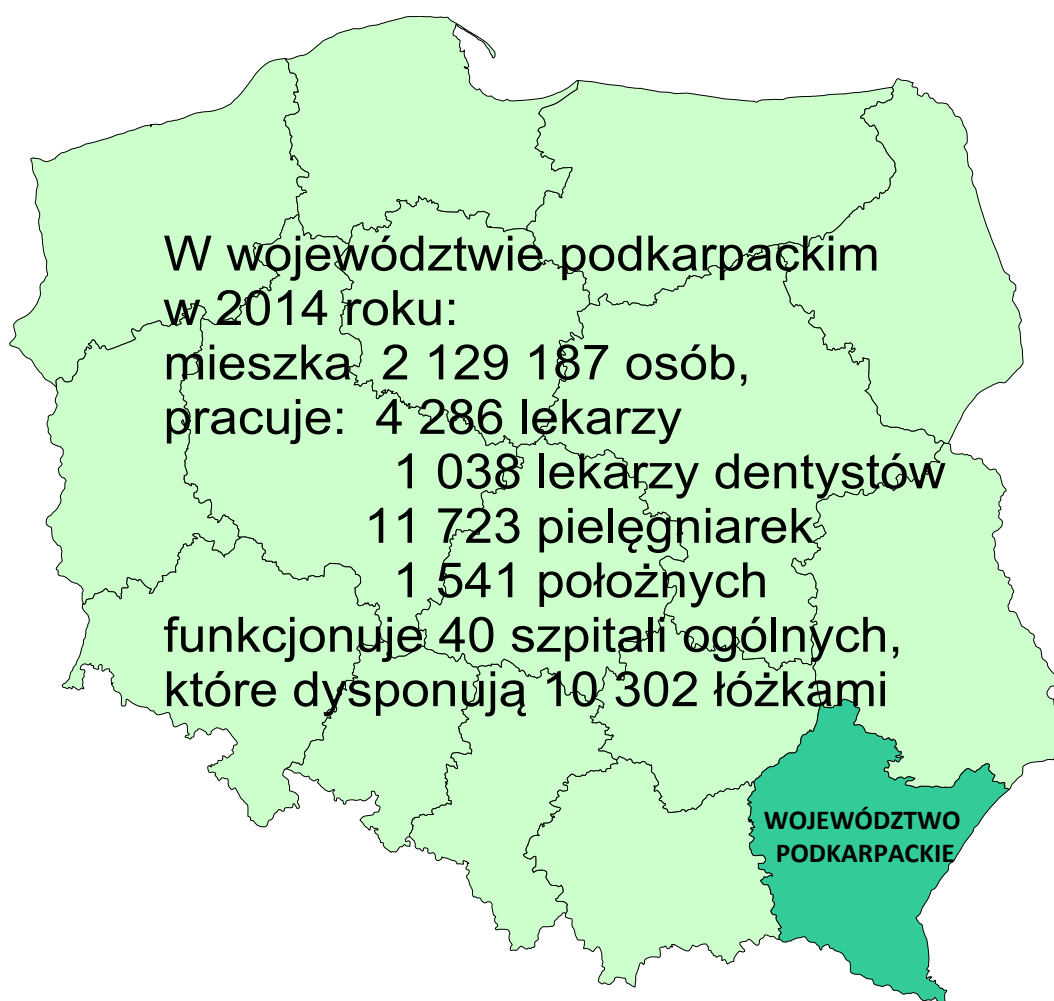 W województwie podkarpackim
w 2014 roku:
mieszka 2 129 187 osób,
pracuje: 4 286 lekarzy
1 038 lekarzy dentystów
11 723 pielęgniarek
1 541 położnych
funkcjonuje 40 szpitali ogólnych,
które dysponują 10 302 łóżkami
WOJEWÓDZTWO
PODKARPACKIE